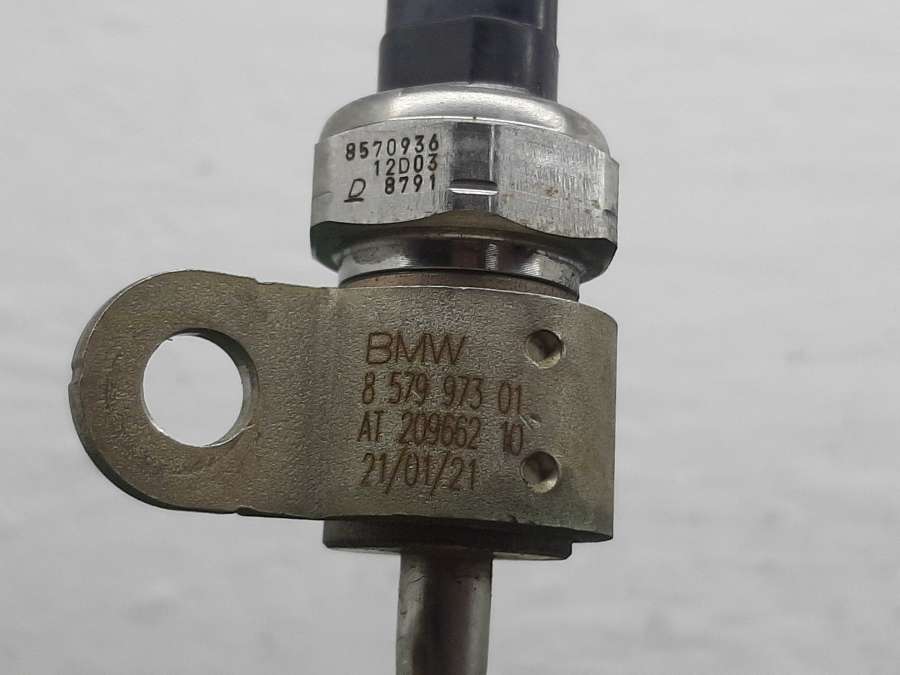 8570936
12D03
D 8791
BMW
8 579 973 01
AT 209662 10
21/01/21